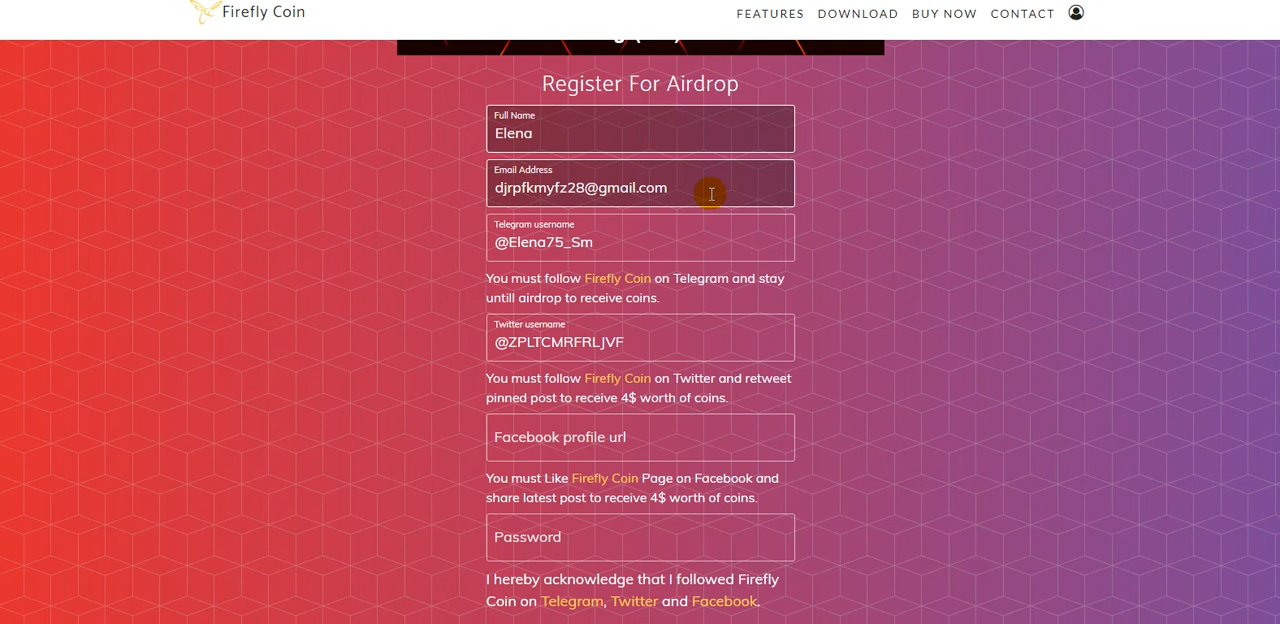 Firefly Coin
FEATURES DOWNLOAD BUY NOW CONTACT
Register For Airdrop
Full Name
Elena
Email Address
djrpfkmyfz28@gmail.com
Telegram username
@Elena75_Sm
You must follow Firefly Coin on Telegram and stay
untill airdrop to receive coins.
Twitter username
@ZPLTCMRFRLJVF
You must follow Firefly Coin on Twitter and retweet
pinned post to receive 4$ worth of coins.
Facebook profile url
You must Like Firefly Coin Page on Facebook and
share latest post to receive 4$ worth of coins.
Password
I hereby acknowledge that I followed Firefly
Coin on Telegram, Twitter and Facebook.